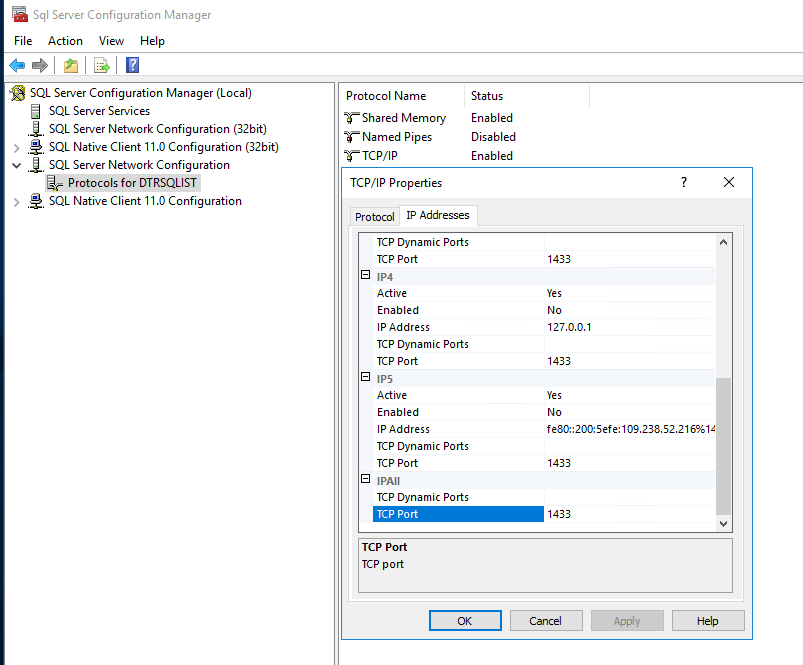 Sql Server Configuration Manager
File Action View Help
SQL Server Configuration Manager (Local)
SQL Server Services
SQL Server Network Configuration (32bit)
SQL Native Client 11.0 Configuration (32bit)
SQL Server Network Configuration
Protocols for DTRSQLIST
SQL Native Client 11.0 Configuration
Protocol Name Status
Shared Memory Enabled
Named Pipes Disabled
TCP/IP Enabled
TCP/IP Properties ?
Protocol IP Addresses
TCP Dynamic Ports
TCP Port 1433
IP4
Active Yes
Enabled No
IP Address 127.0.0.1
TCP Dynamic Ports
TCP Port 1433
IP5
Active Yes
Enabled No
IP Address fe80::200:5efe:109.238.52.216%14
TCP Dynamic Ports
TCP Port 1433
IPAll
TCP Dynamic Ports
TCP Port 1433
TCP Port
TCP port
OK Cancel Apply Help